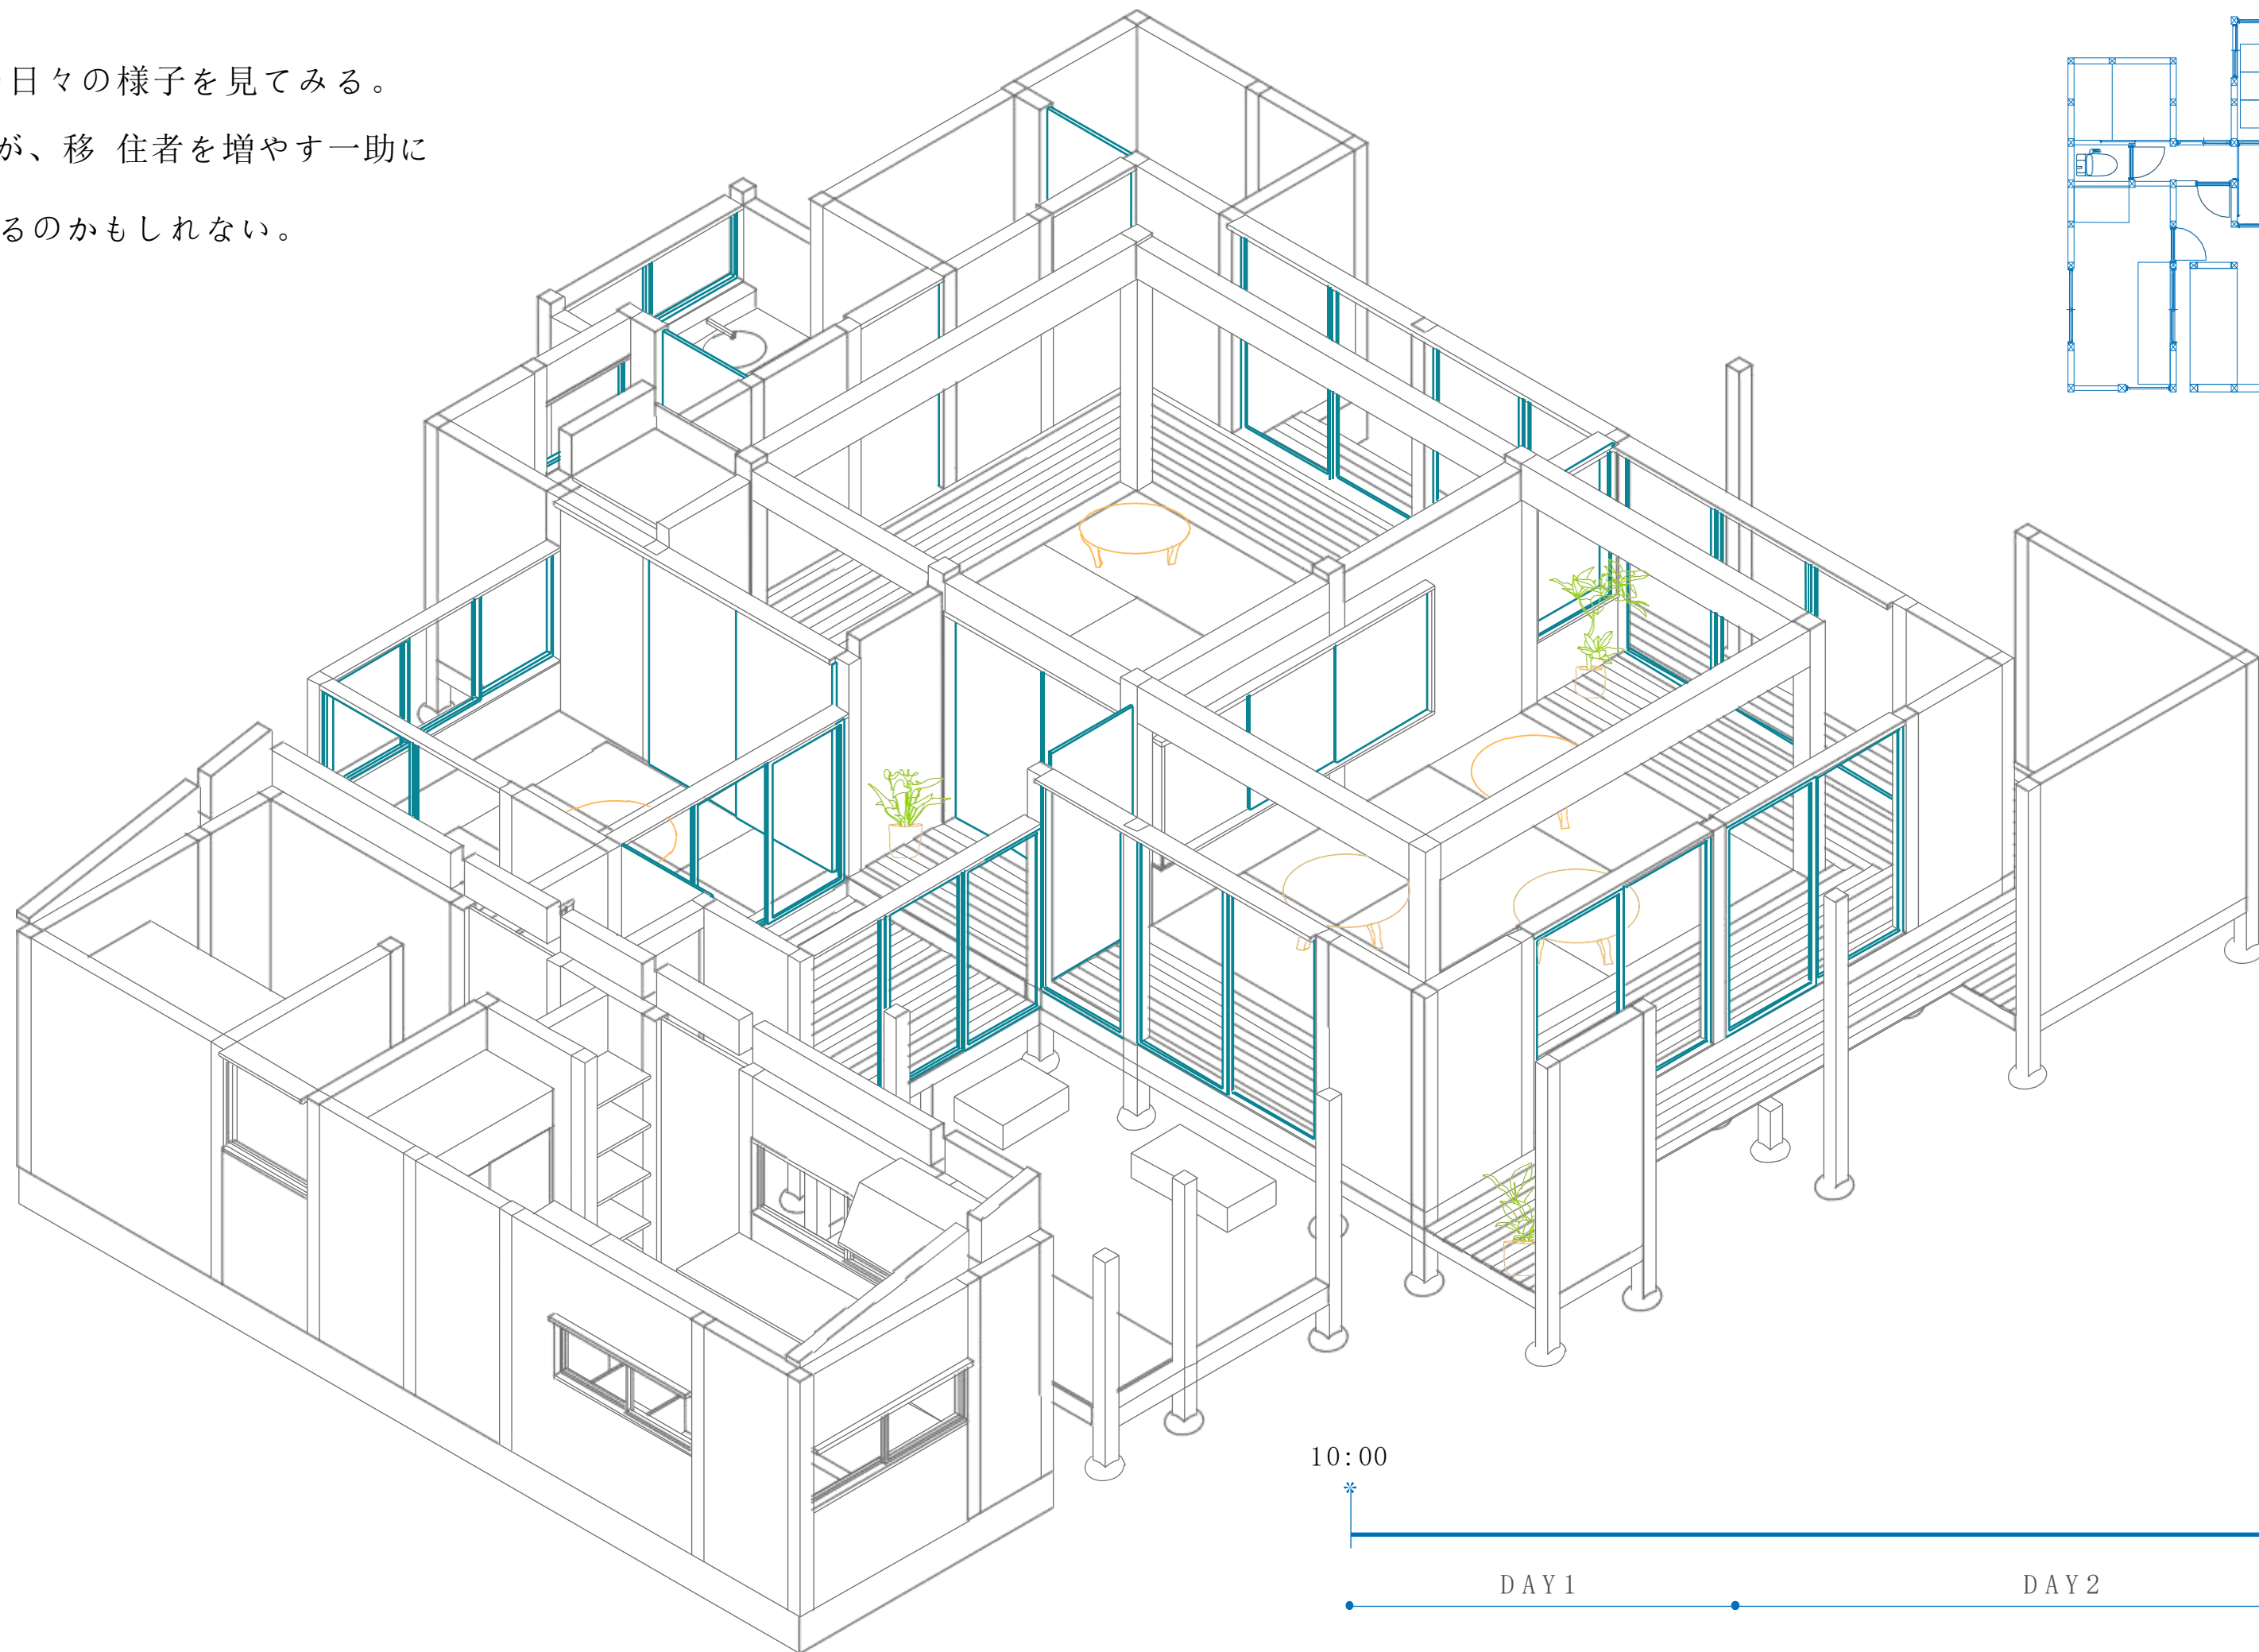 日々の様子を見てみる。
が、移 住者を増やす一助に
るのかもしれない。
10:00
*
DAY1
DAY2